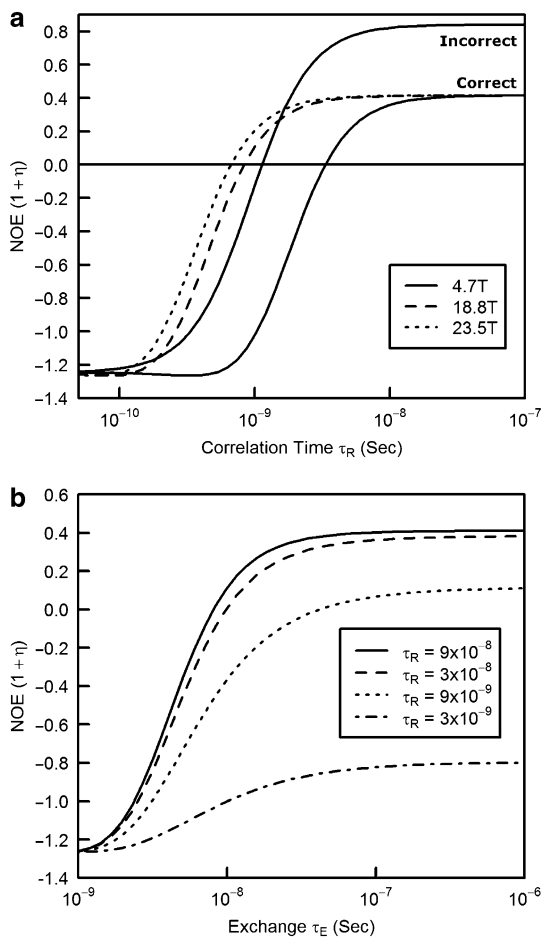 a
0.8
0.6
0.4
0.2
0.0
−0.2
−0.4
−0.6
−0.8
−1.0
−1.2
−1.4
NOE (1 + η)
Incorrect
Correct
4.7T
18.8T
23.5T
10⁻¹⁰
10⁻⁹
10⁻⁸
10⁻⁷
Correlation Time τR (Sec)
b
0.6
0.4
0.2
0.0
−0.2
−0.4
−0.6
−0.8
−1.0
−1.2
−1.4
NOE (1 + η)
τR = 9x10⁻⁸
τR = 3x10⁻⁸
τR = 9x10⁻⁹
τR = 3x10⁻⁹
10⁻⁹
10⁻⁸
10⁻⁷
10⁻⁶
Exchange τE (Sec)